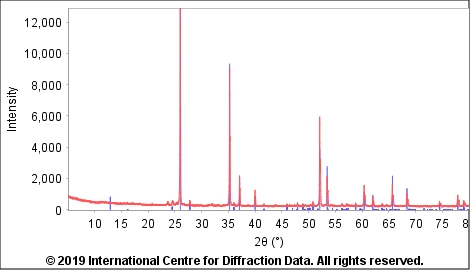 12,000
10,000
8,000
6,000
4,000
2,000
0
Intensity
10 15 20 25 30 35 40 45 50 55 60 65 70 75 80
2θ (°)
© 2019 International Centre for Diffraction Data. All rights reserved.